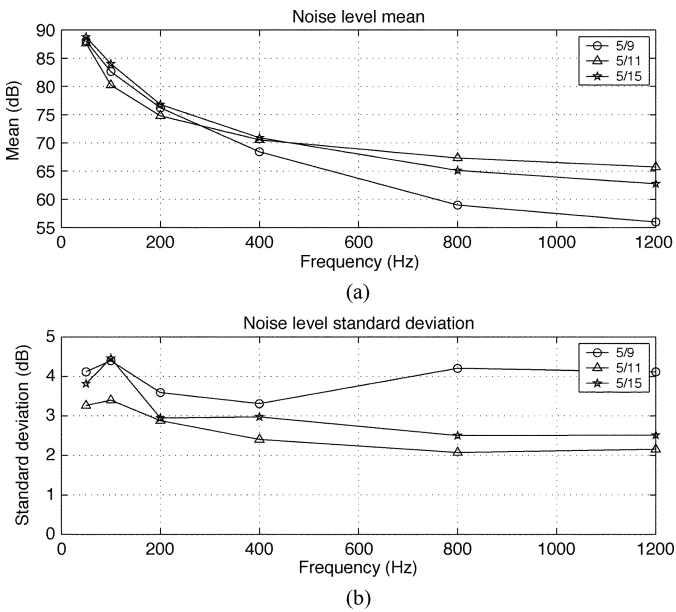 Noise level mean
90
85
80
75
70
65
60
55
Mean (dB)
5/9
5/11
5/15
0 200 400 600 800 1000 1200
Frequency (Hz)
(a)
Noise level standard deviation
5
4
3
2
1
0
Standard deviation (dB)
5/9
5/11
5/15
0 200 400 600 800 1000 1200
Frequency (Hz)
(b)